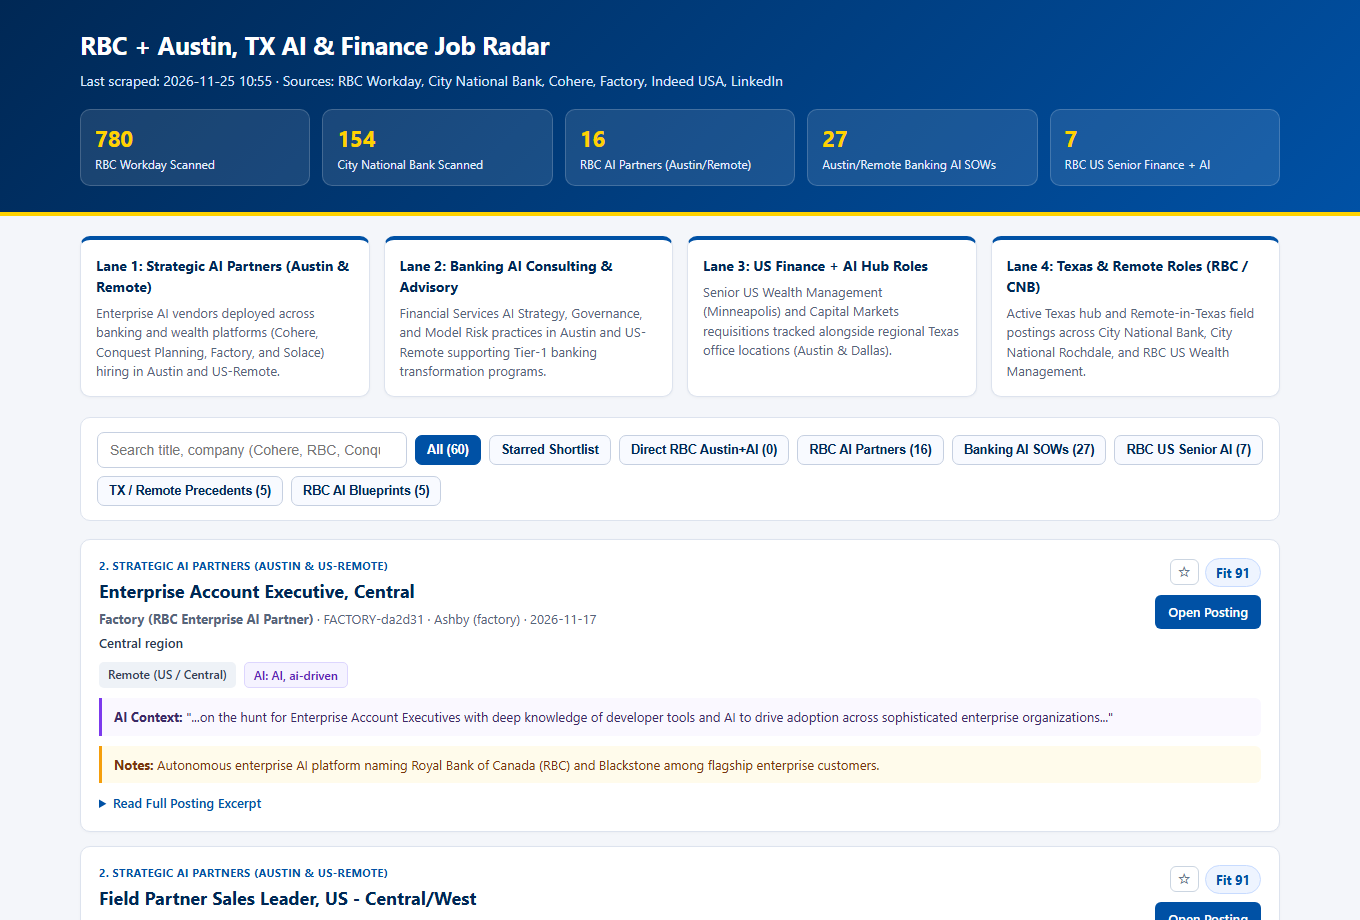 RBC + Austin, TX AI & Finance Job Radar
Last scraped: 2026-11-25 10:55 · Sources: RBC Workday, City National Bank, Cohere, Factory, Indeed USA, LinkedIn
780
RBC Workday Scanned
154
City National Bank Scanned
16
RBC AI Partners (Austin/Remote)
27
Austin/Remote Banking AI SOWs
7
RBC US Senior Finance + AI
Lane 1: Strategic AI Partners (Austin &
Remote)
Enterprise AI vendors deployed across
banking and wealth platforms (Cohere,
Conquest Planning, Factory, and Solace)
hiring in Austin and US-Remote.
Lane 2: Banking AI Consulting &
Advisory
Financial Services AI Strategy, Governance,
and Model Risk practices in Austin and US-
Remote supporting Tier-1 banking
transformation programs.
Lane 3: US Finance + AI Hub Roles
Senior US Wealth Management
(Minneapolis) and Capital Markets
requisitions tracked alongside regional Texas
office locations (Austin & Dallas).
Lane 4: Texas & Remote Roles (RBC /
CNB)
Active Texas hub and Remote-in-Texas field
postings across City National Bank, City
National Rochdale, and RBC US Wealth
Management.
Search title, company (Cohere, RBC, Conqu
All (60)
Starred Shortlist
Direct RBC Austin+AI (0)
RBC AI Partners (16)
Banking AI SOWs (27)
RBC US Senior AI (7)
TX / Remote Precedents (5)
RBC AI Blueprints (5)
2. STRATEGIC AI PARTNERS (AUSTIN & US-REMOTE)
☆ Fit 91
Enterprise Account Executive, Central
Open Posting
Factory (RBC Enterprise AI Partner) · FACTORY-da2d31 · Ashby (factory) · 2026-11-17
Central region
Remote (US / Central)
AI: AI, ai-driven
AI Context: "...on the hunt for Enterprise Account Executives with deep knowledge of developer tools and AI to drive adoption across sophisticated enterprise organizations..."
Notes: Autonomous enterprise AI platform naming Royal Bank of Canada (RBC) and Blackstone among flagship enterprise customers.
▶ Read Full Posting Excerpt
2. STRATEGIC AI PARTNERS (AUSTIN & US-REMOTE)
☆ Fit 91
Field Partner Sales Leader, US - Central/West
Open Posting